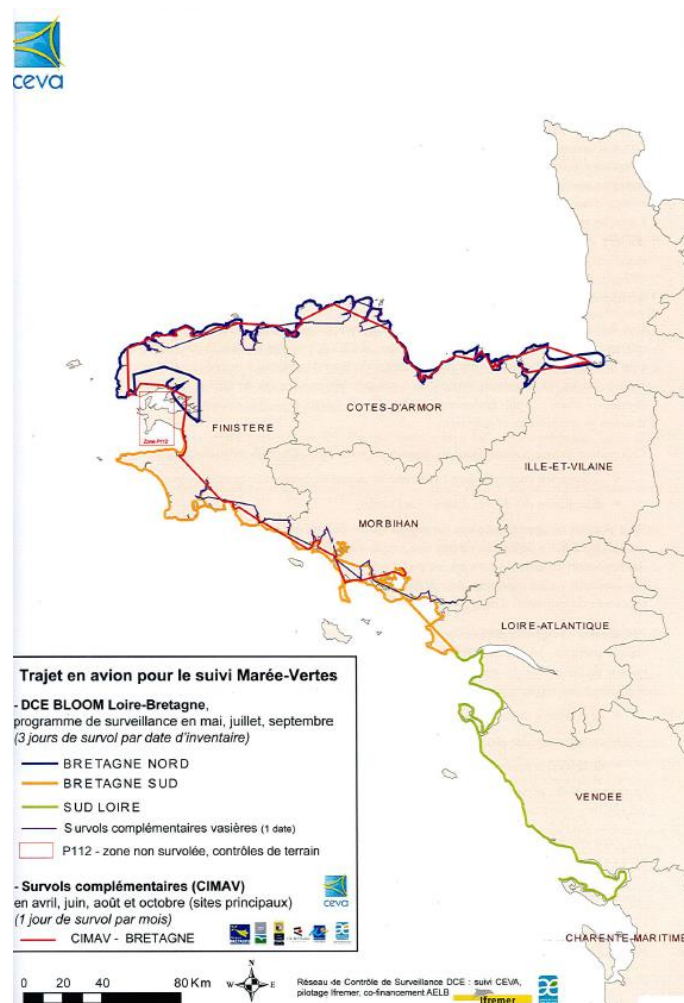 ceva
FINISTERE
COTES-D'ARMOR
Zone P112
ILLE-ET-VILAINE
MORBIHAN
LOIRE-ATLANTIQUE
VENDEE
CHARENTE-MARITIME
Trajet en avion pour le suivi Marée-Vertes
- DCE BLOOM Loire-Bretagne,
programme de surveillance en mai, juillet, septembre
(3 jours de survol par date d'inventaire)
BRETAGNE NORD
BRETAGNE SUD
SUD LOIRE
Survols complémentaires vasières (1 date)
P112 - zone non survolée, contrôles de terrain
- Survols complémentaires (CIMAV)
en avril, juin, août et octobre (sites principaux)
(1 jour de survol par mois)
ceva
CIMAV - BRETAGNE
0 20 40 80 Km
N
W E
S
Réseau de Contrôle de Surveillance DCE : suivi CEVA,
pilotage Ifremer, co-financement AELB
Ifremer